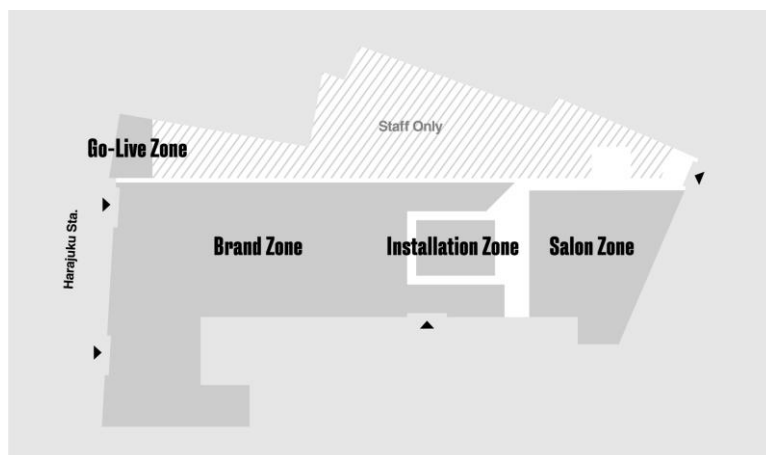 Staff Only
Go-Live Zone
Harajuku Sta.
Brand Zone
Installation Zone
Salon Zone